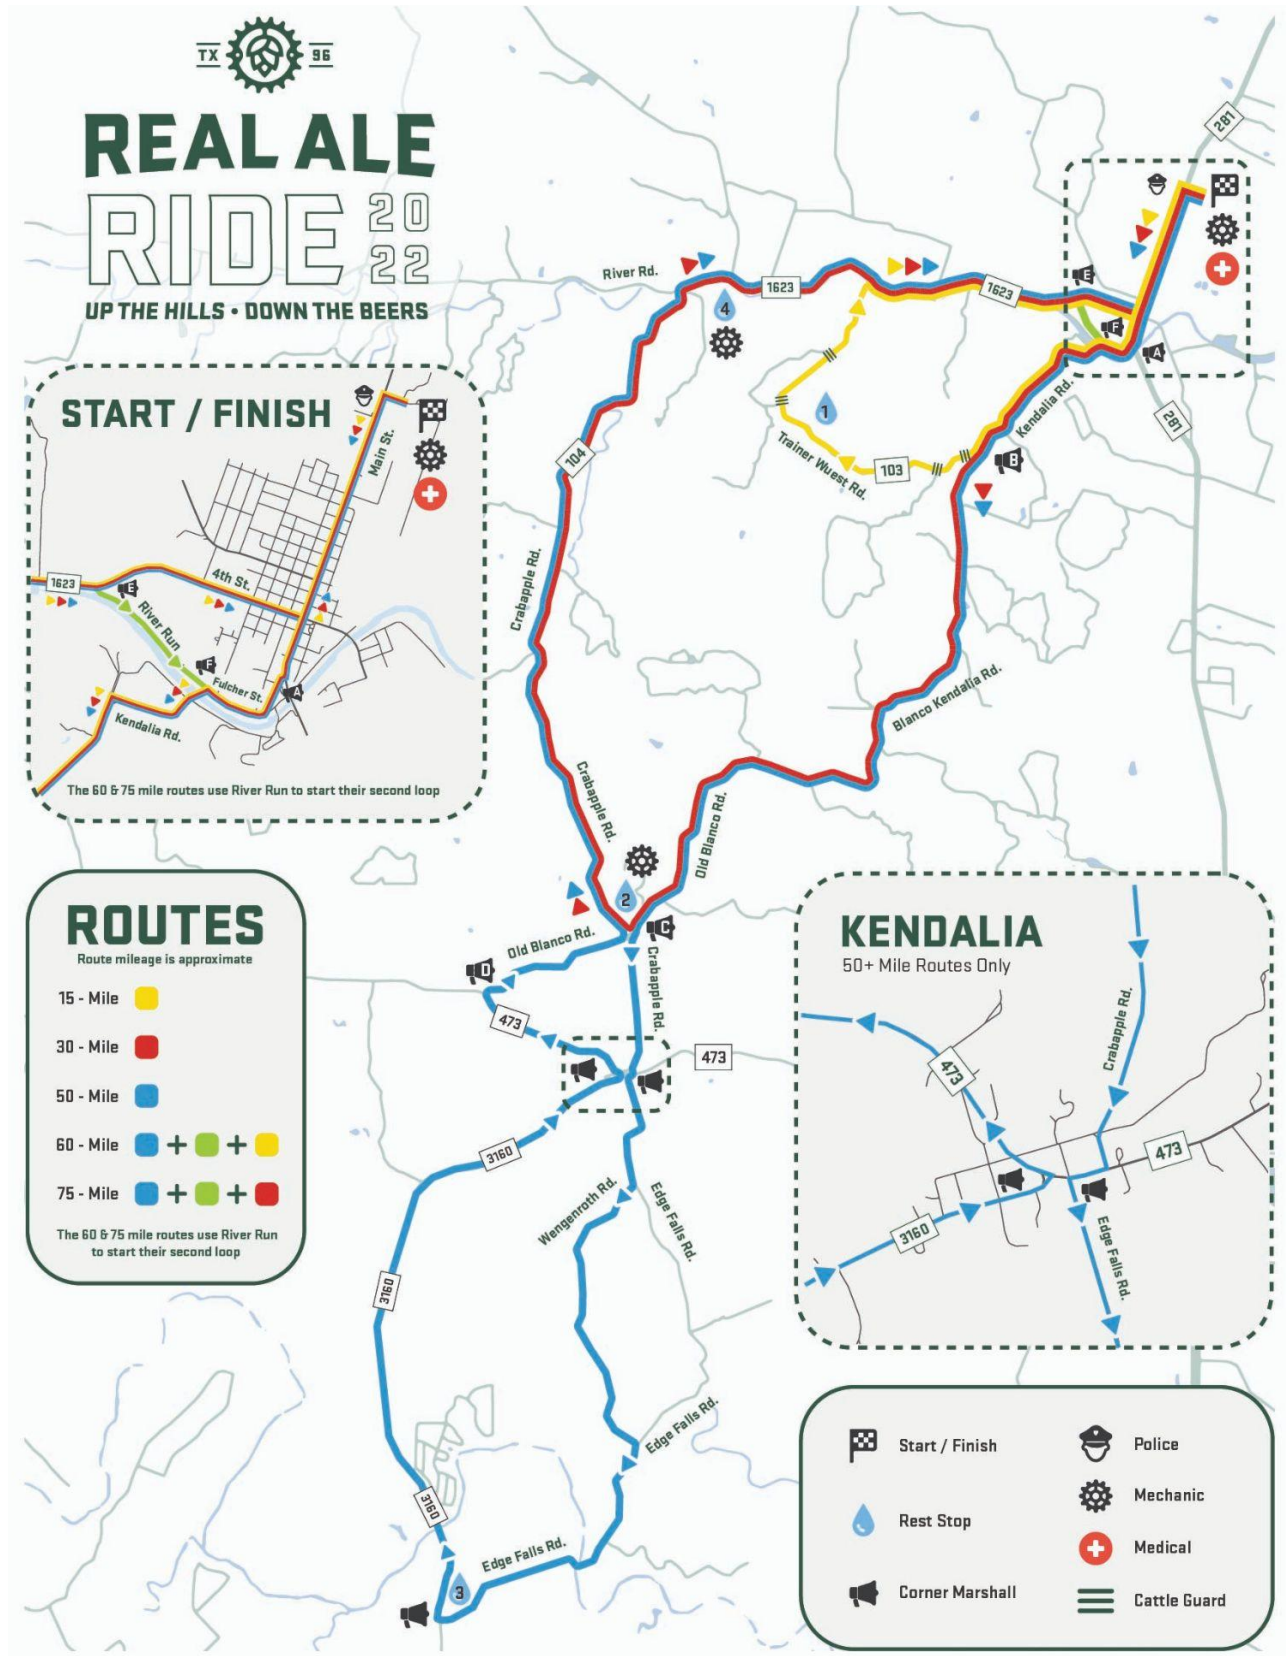 TX 96
REAL ALE
RIDE 20
22
UP THE HILLS • DOWN THE BEERS
281
E
F
A
River Rd.
1623
1623
4
1
Kendalia Rd.
281
Trainer Wuest Rd.
103
B
104
Crabapple Rd.
START / FINISH
Main St.
1623
4th St.
E
River Run
F
Fulcher St.
A
Kendalia Rd.
The 60 & 75 mile routes use River Run to start their second loop
Blanco Kendalia Rd.
Crabapple Rd.
Old Blanco Rd.
2
C
Old Blanco Rd.
D
Crabapple Rd.
473
473
3160
Wengenroth Rd.
Edge Falls Rd.
3160
Edge Falls Rd.
3160
Edge Falls Rd.
3
ROUTES
Route mileage is approximate
15 - Mile
30 - Mile
50 - Mile
60 - Mile + +
75 - Mile + +
The 60 & 75 mile routes use River Run
to start their second loop
KENDALIA
50+ Mile Routes Only
Crabapple Rd.
473
473
3160
Edge Falls Rd.
Start / Finish
Police
Mechanic
Rest Stop
Medical
Corner Marshall
Cattle Guard